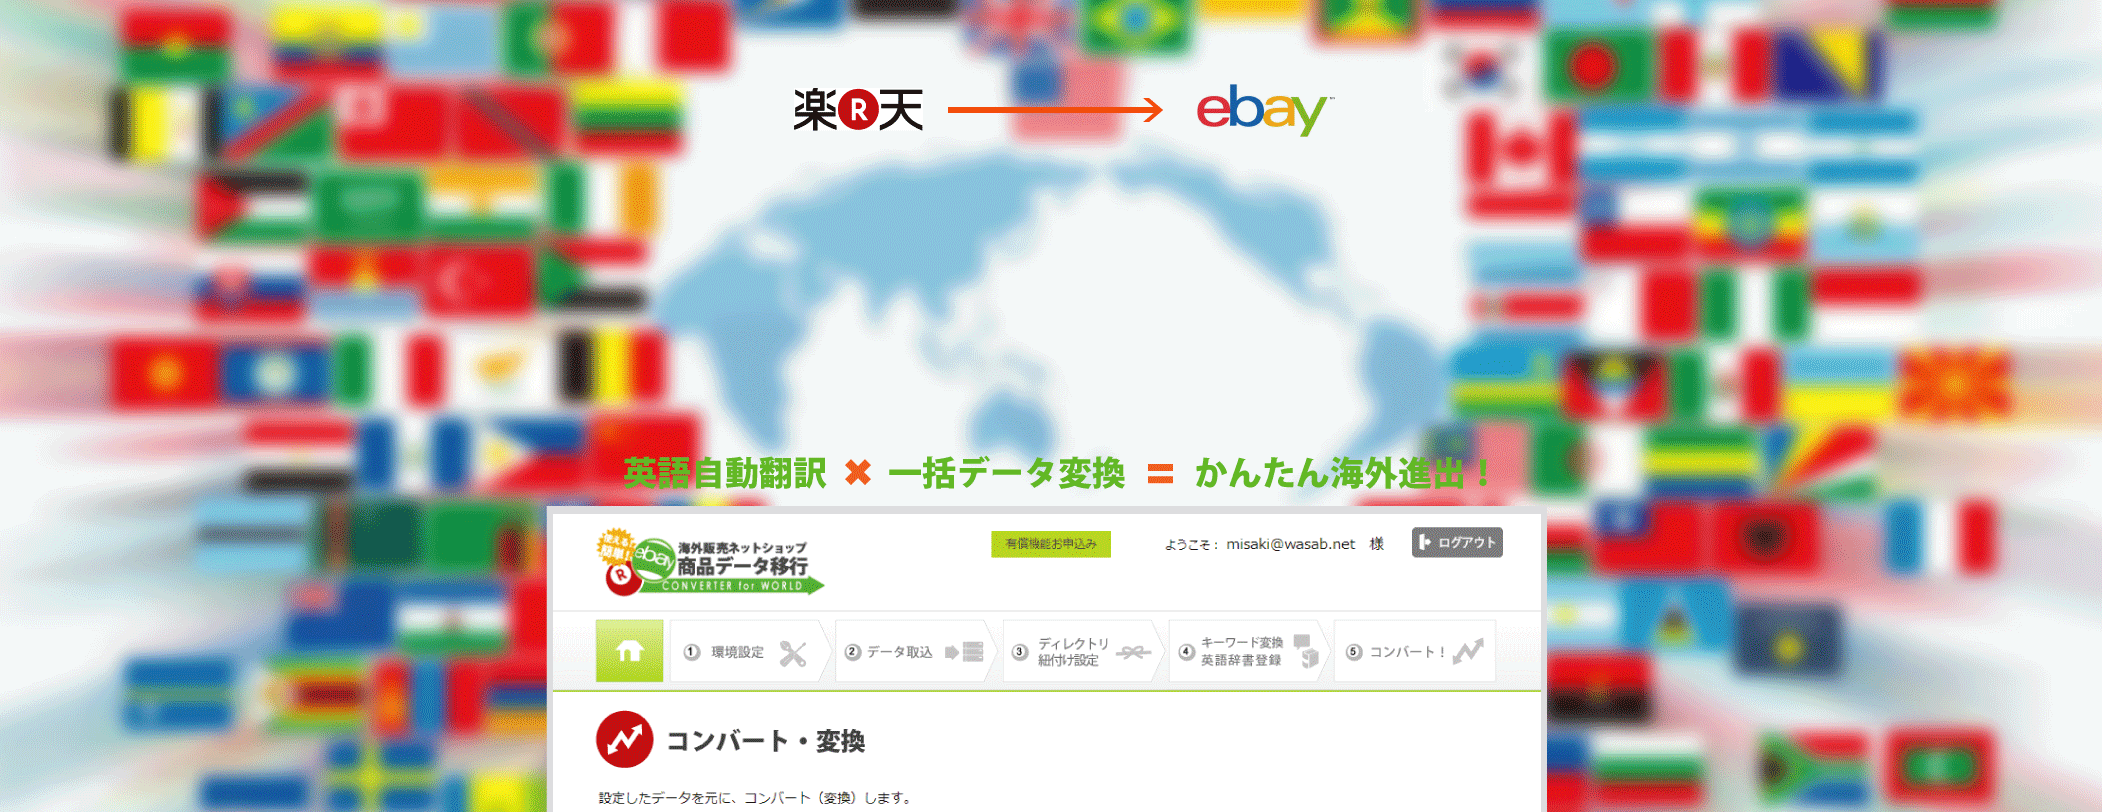 楽R天
ebay™
英語自動翻訳 ✖ 一括データ変換 = かんたん海外進出！
使える!
簡単!
R
ebay
海外販売ネットショップ
商品データ移行
CONVERTER for WORLD
有償機能お申込み
ようこそ： misaki@wasab.net 様
ログアウト
① 環境設定
② データ取込
③ ディレクトリ
紐付け設定
④ キーワード変換
英語辞書登録
⑤ コンバート！
コンバート・変換
設定したデータを元に、コンバート（変換）します。